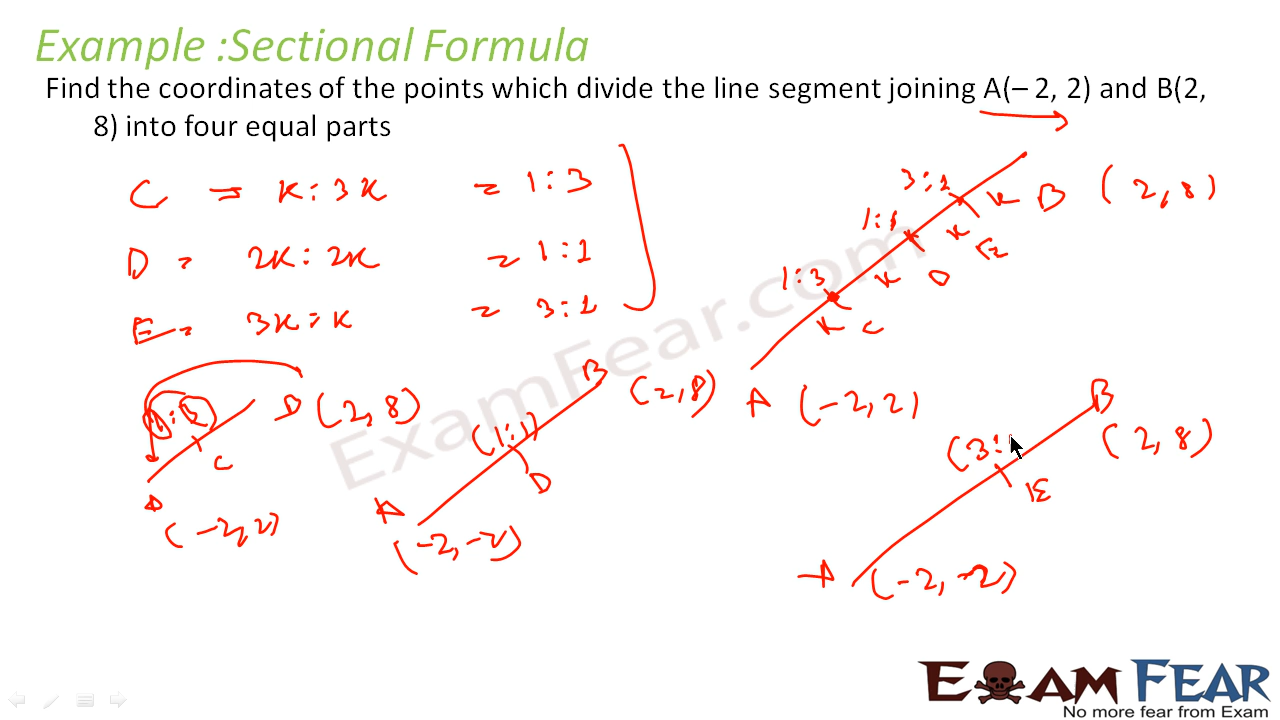 Example :Sectional Formula
Find the coordinates of the points which divide the line segment joining A(– 2, 2) and B(2,
8) into four equal parts
C = K : 3K = 1 : 3
D = 2K : 2K = 1 : 1
E = 3K : K = 3 : 1
3 : 1
K B (2, 8)
1 : 1
K E
1 : 3
K D
K C
A (-2, 2)
B (2, 8)
C
A
(-2, 2)
B (2, 8)
(1 : 1)
D
A
(-2, -2)
B
(2, 8)
(3 :
E
A (-2, -2)
ExamFear.com
EXAM FEAR
No more fear from Exam